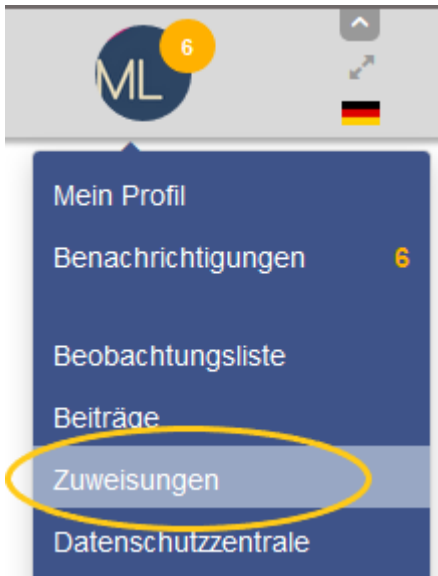 ML 6
Mein Profil
Benachrichtigungen 6
Beobachtungsliste
Beiträge
Zuweisungen
Datenschutzzentrale